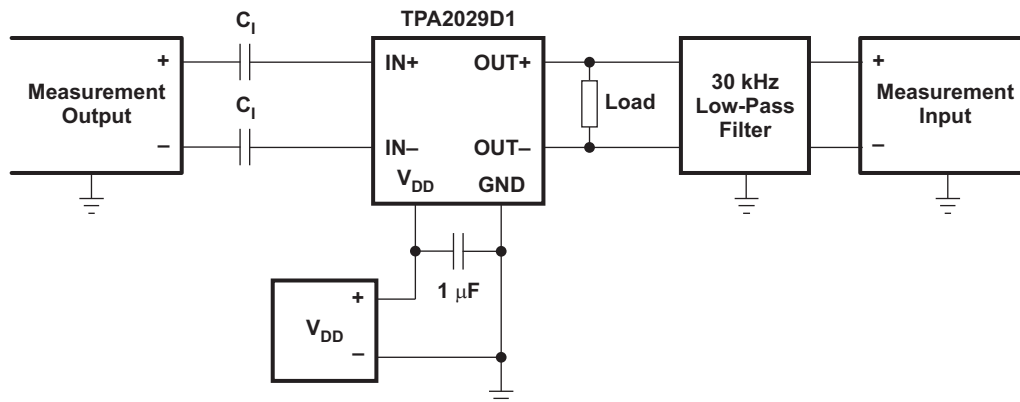 C_I
TPA2029D1
+
IN+
OUT+
+
Measurement
Output
C_I
Load
30 kHz
Low-Pass
Filter
Measurement
Input
–
IN–
OUT–
–
V_DD
GND
1 μF
+
V_DD
–